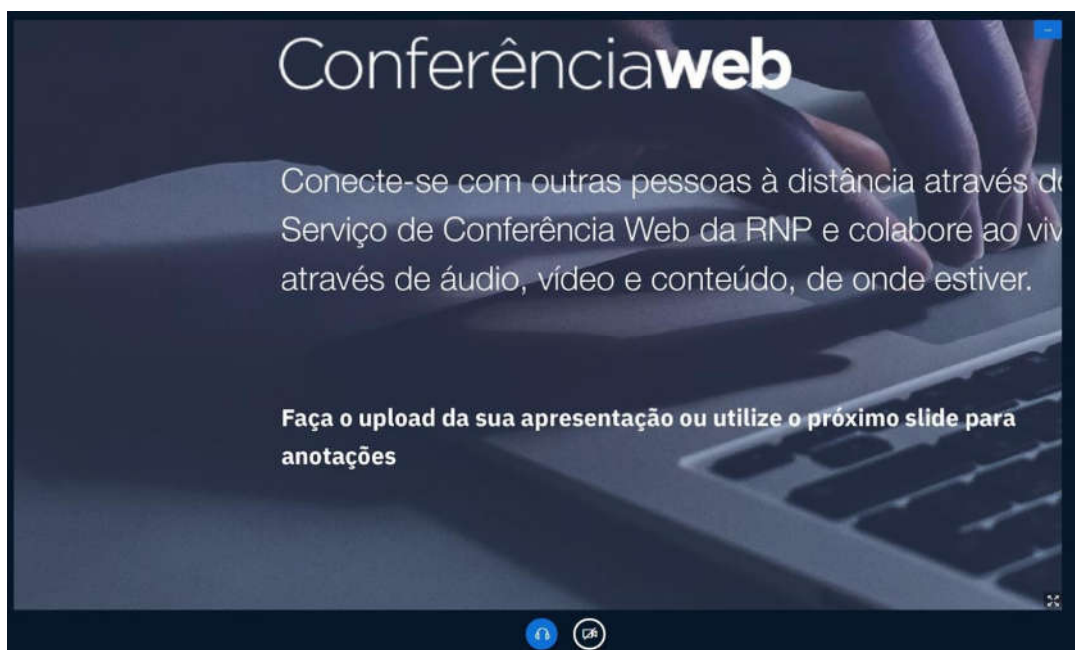 Conferênciaweb
Conecte-se com outras pessoas à distância através d
Serviço de Conferência Web da RNP e colabore ao viv
através de áudio, vídeo e conteúdo, de onde estiver.
Faça o upload da sua apresentação ou utilize o próximo slide para
anotações